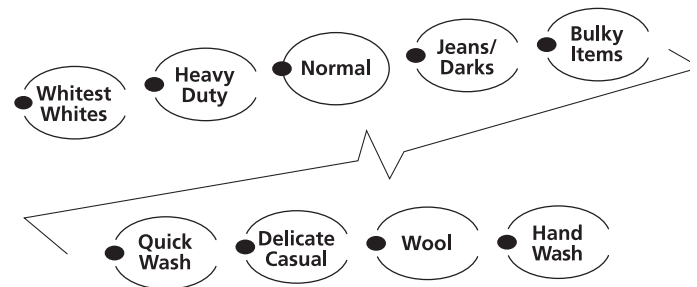 Whitest
Whites
Heavy
Duty
Normal
Jeans/
Darks
Bulky
Items
Quick
Wash
Delicate
Casual
Wool
Hand
Wash